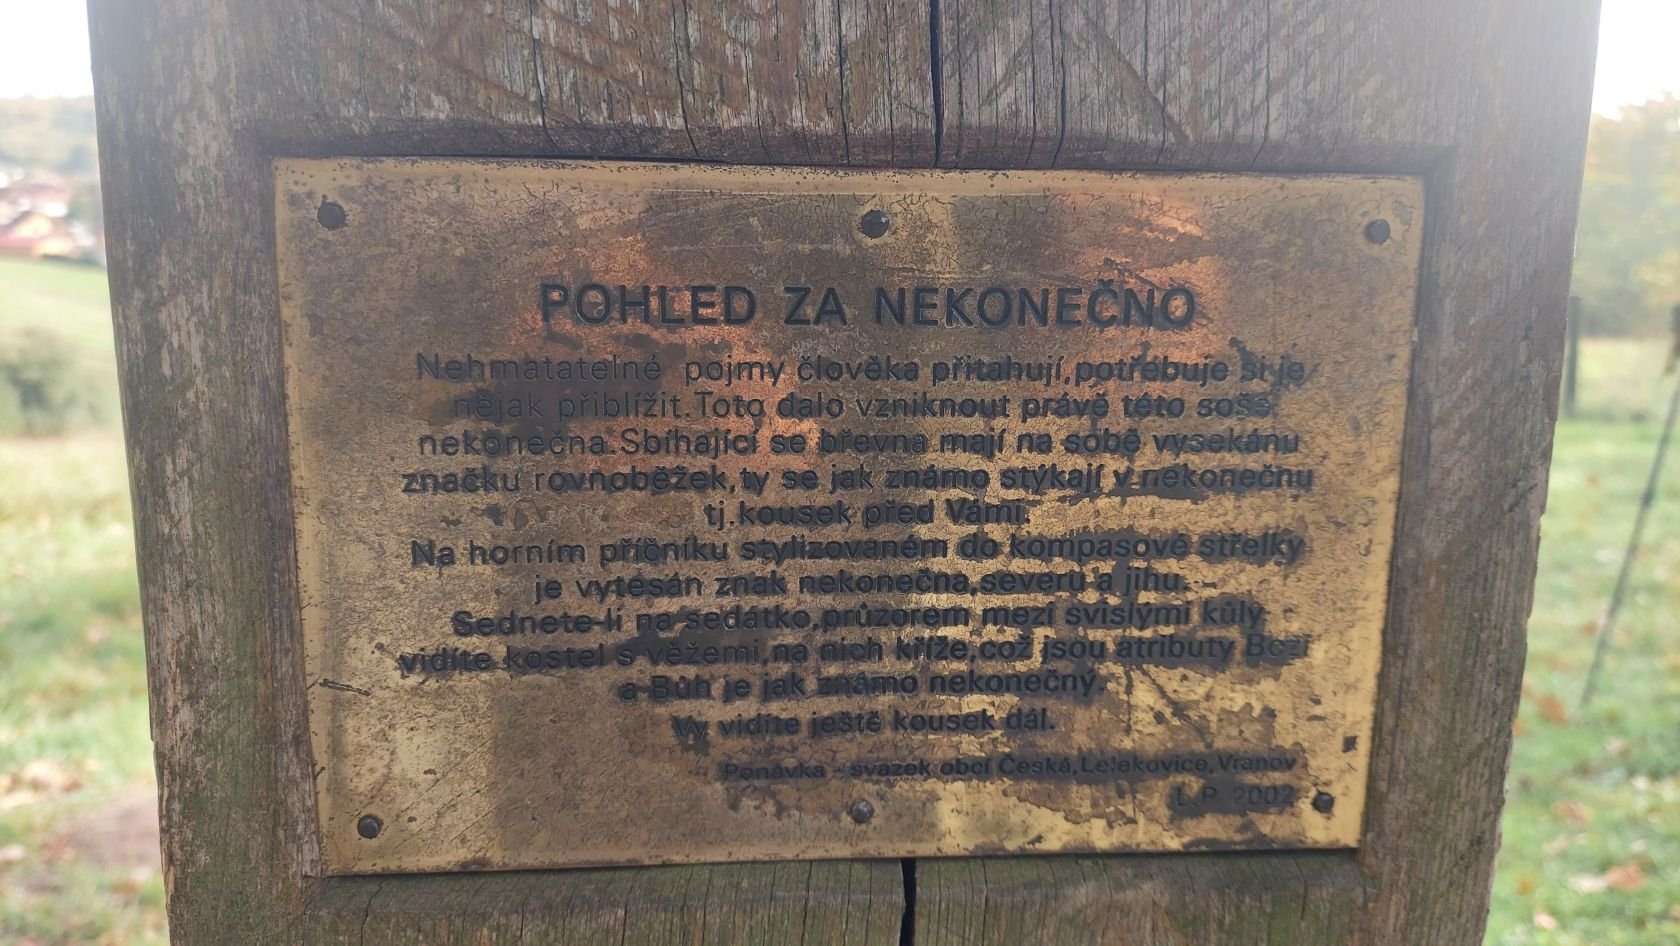 POHLED ZA NEKONEČNO
Nehmatatelné pojmy člověka přitahují,potřebuje si je
nějak přiblížit.Toto dalo vzniknout právě této soše
nekonečna.Sbíhající se břevna mají na sobě vysekánu
značku rovnoběžek,ty se jak známo stýkají v nekonečnu
tj.kousek před Vámi.
Na horním příčníku stylizovaném do kompasové střelky
je vytesán znak nekonečna,severu a jihu.
Sednete-li na sedátko,průzorem mezi svislými kůly
vidíte kostel s věžemi,na nich kříže,což jsou atributy Boží
a Bůh je jak známo nekonečný.
Vy vidíte ještě kousek dál.
Ponávka - svazek obcí Česká,Lelekovice,Vranov
L.P. 2002